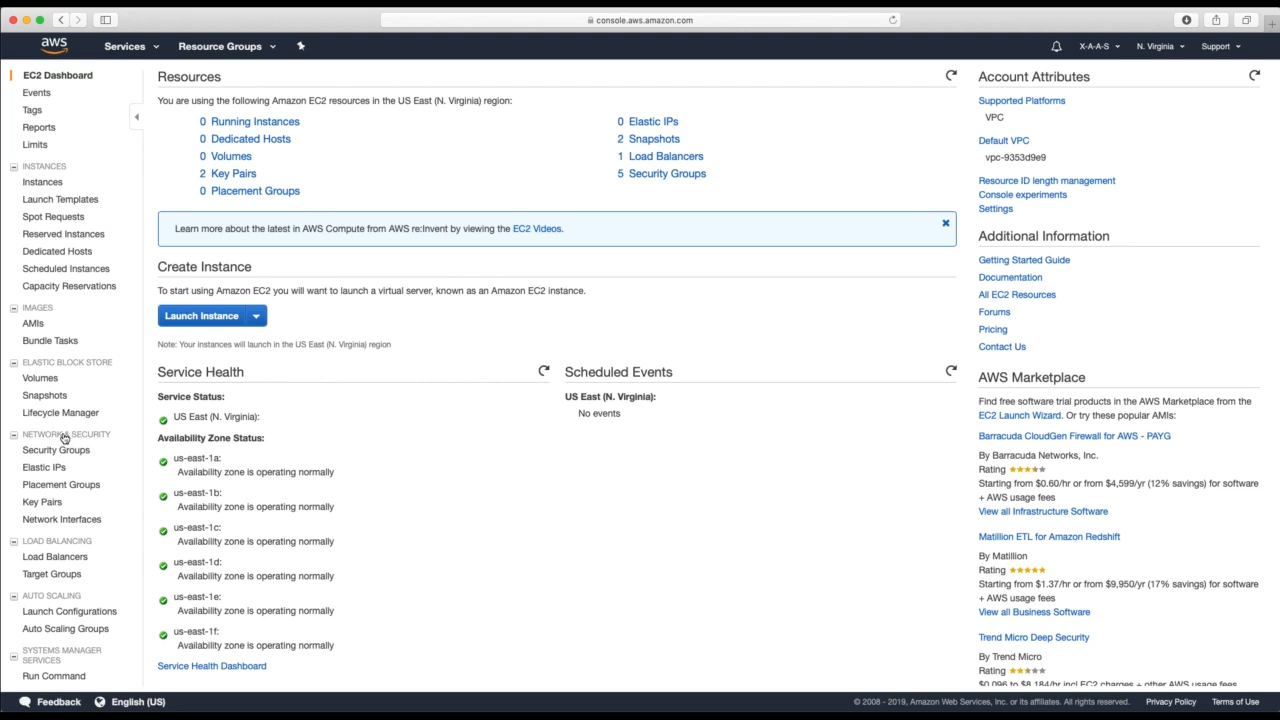 console.aws.amazon.com
aws
Services
Resource Groups
X-A-A-S
N. Virginia
Support
EC2 Dashboard
Events
Tags
Reports
Limits
INSTANCES
Instances
Launch Templates
Spot Requests
Reserved Instances
Dedicated Hosts
Scheduled Instances
Capacity Reservations
IMAGES
AMIs
Bundle Tasks
ELASTIC BLOCK STORE
Volumes
Snapshots
Lifecycle Manager
NETWORK & SECURITY
Security Groups
Elastic IPs
Placement Groups
Key Pairs
Network Interfaces
LOAD BALANCING
Load Balancers
Target Groups
AUTO SCALING
Launch Configurations
Auto Scaling Groups
SYSTEMS MANAGER
SERVICES
Run Command
Resources
You are using the following Amazon EC2 resources in the US East (N. Virginia) region:
0 Running Instances
0 Dedicated Hosts
0 Volumes
2 Key Pairs
0 Placement Groups
0 Elastic IPs
2 Snapshots
1 Load Balancers
5 Security Groups
Learn more about the latest in AWS Compute from AWS re:Invent by viewing the EC2 Videos.
Create Instance
To start using Amazon EC2 you will want to launch a virtual server, known as an Amazon EC2 instance.
Launch Instance
Note: Your instances will launch in the US East (N. Virginia) region
Service Health
Service Status:
US East (N. Virginia):
Availability Zone Status:
us-east-1a:
Availability zone is operating normally
us-east-1b:
Availability zone is operating normally
us-east-1c:
Availability zone is operating normally
us-east-1d:
Availability zone is operating normally
us-east-1e:
Availability zone is operating normally
us-east-1f:
Availability zone is operating normally
Service Health Dashboard
Scheduled Events
US East (N. Virginia):
No events
Account Attributes
Supported Platforms
VPC
Default VPC
vpc-9353d9e9
Resource ID length management
Console experiments
Settings
Additional Information
Getting Started Guide
Documentation
All EC2 Resources
Forums
Pricing
Contact Us
AWS Marketplace
Find free software trial products in the AWS Marketplace from the
EC2 Launch Wizard. Or try these popular AMIs:
Barracuda CloudGen Firewall for AWS - PAYG
By Barracuda Networks, Inc.
Rating
Starting from $0.60/hr or from $4,599/yr (12% savings) for software
+ AWS usage fees
View all Infrastructure Software
Matillion ETL for Amazon Redshift
By Matillion
Rating
Starting from $1.37/hr or from $9,950/yr (17% savings) for software
+ AWS usage fees
View all Business Software
Trend Micro Deep Security
By Trend Micro
Rating
$0.096 to $8.184/hr incl EC2 charges + other AWS usage fees
Feedback
English (US)
© 2008 - 2019, Amazon Web Services, Inc. or its affiliates. All rights reserved.
Privacy Policy
Terms of Use